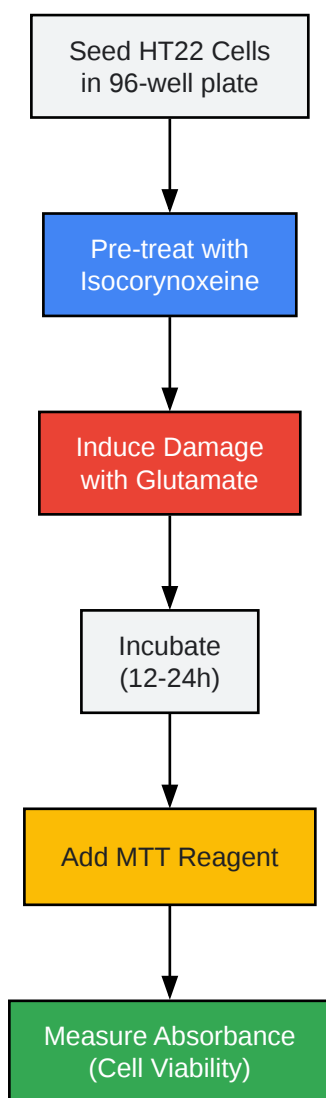 Seed HT22 Cells
in 96-well plate
Pre-treat with
Isocorynoxeine
Induce Damage
with Glutamate
Incubate
(12-24h)
Add MTT Reagent
Measure Absorbance
(Cell Viability)